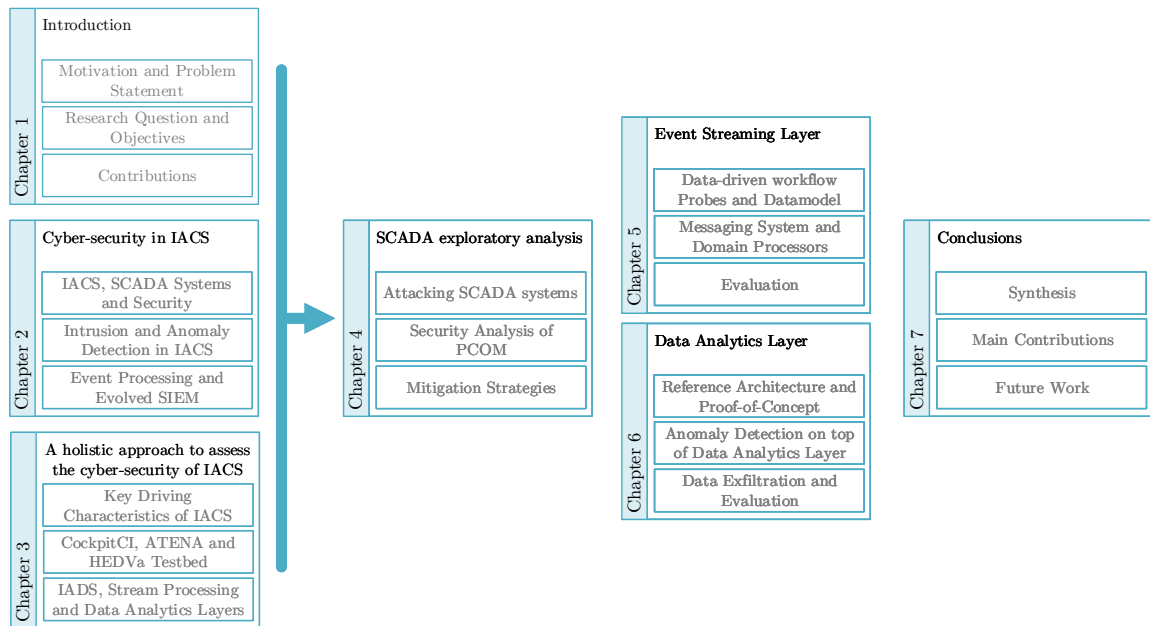 Chapter 1
Introduction
Motivation and Problem
Statement
Research Question and
Objectives
Contributions
Chapter 2
Cyber-security in IACS
IACS, SCADA Systems
and Security
Intrusion and Anomaly
Detection in IACS
Event Processing and
Evolved SIEM
Chapter 3
A holistic approach to assess
the cyber-security of IACS
Key Driving
Characteristics of IACS
CockpitCI, ATENA and
HEDVa Testbed
IADS, Stream Processing
and Data Analytics Layers
Chapter 4
SCADA exploratory analysis
Attacking SCADA systems
Security Analysis of
PCOM
Mitigation Strategies
Chapter 5
Event Streaming Layer
Data-driven workflow
Probes and Datamodel
Messaging System and
Domain Processors
Evaluation
Chapter 6
Data Analytics Layer
Reference Architecture and
Proof-of-Concept
Anomaly Detection on top
of Data Analytics Layer
Data Exfiltration and
Evaluation
Chapter 7
Conclusions
Synthesis
Main Contributions
Future Work